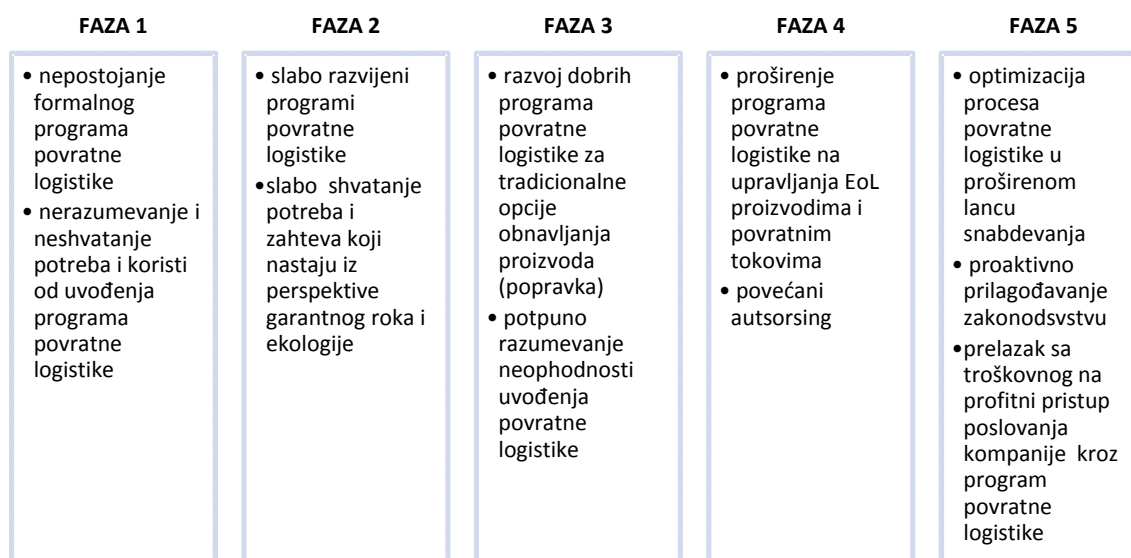 FAZA 1
• nepostojanje
formalnog
programa
povratne
logistike
• nerazumevanje i
neshvatanje
potreba i koristi
od uvođenja
programa
povratne
logistike
FAZA 2
• slabo razvijeni
programi
povratne
logistike
•slabo shvatanje
potreba i
zahteva koji
nastaju iz
perspektive
garantnog roka i
ekologije
FAZA 3
• razvoj dobrih
programa
povratne
logistike za
tradicionalne
opcije
obnavljanja
proizvoda
(popravka)
• potpuno
razumevanje
neophodnosti
uvođenja
povratne
logistike
FAZA 4
• proširenje
programa
povratne
logistike na
upravljanja EoL
proizvodima i
povratnim
tokovima
• povećani
autsorsing
FAZA 5
• optimizacija
procesa
povratne
logistike u
proširenom
lancu
snabdevanja
• proaktivno
prilagođavanje
zakonodsvstvu
•prelazak sa
troškovnog na
profitni pristup
poslovanja
kompanije kroz
program
povratne
logistike